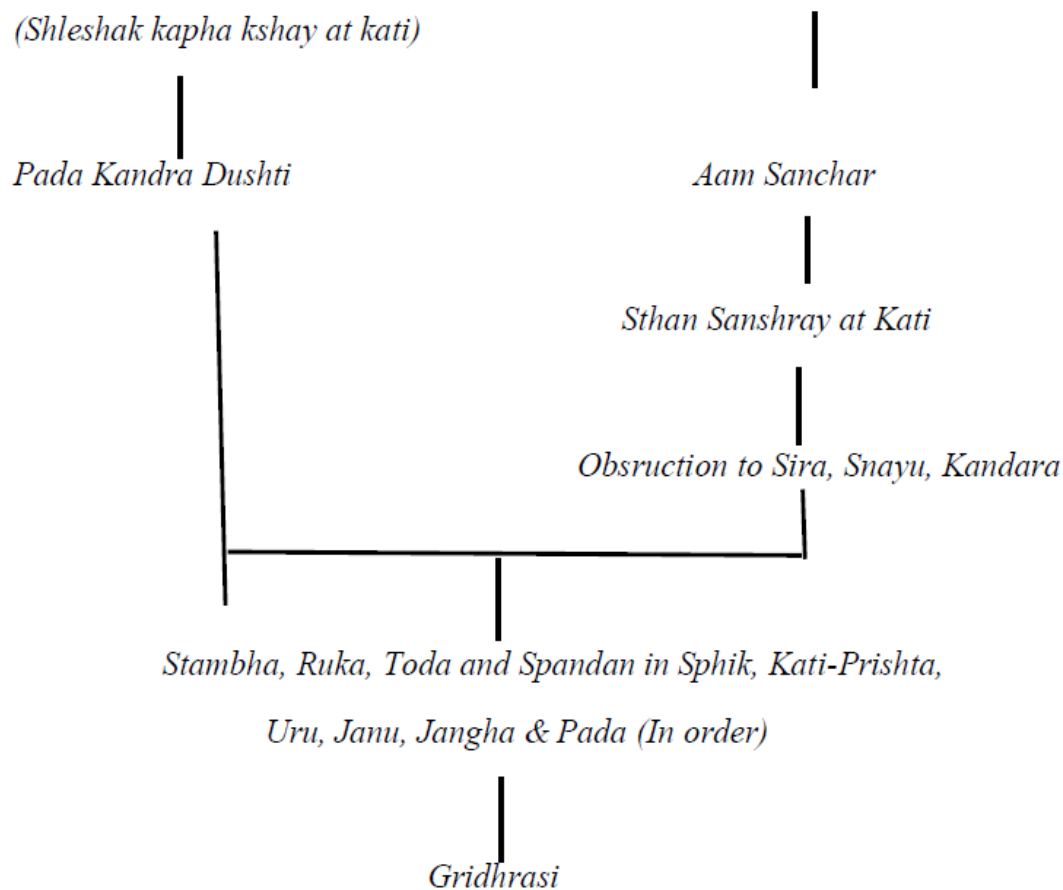 (Shleshak kapha kshay at kati)
Pada Kandra Dushti
Aam Sanchar
Sthan Sanshray at Kati
Obsruction to Sira, Snayu, Kandara
Stambha, Ruka, Toda and Spandan in Sphik, Kati-Prishta,
Uru, Janu, Jangha & Pada (In order)
Gridhrasi